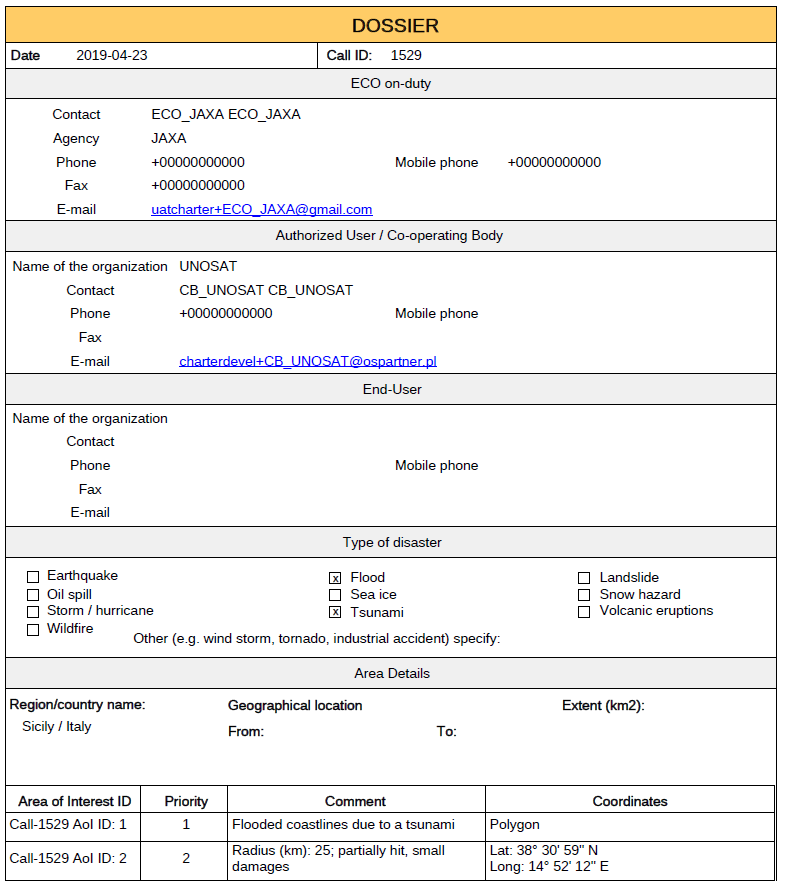 DOSSIER
Date 2019-04-23 Call ID: 1529
ECO on-duty
Contact ECO_JAXA ECO_JAXA
Agency JAXA
Phone +00000000000 Mobile phone +00000000000
Fax +00000000000
E-mail uatcharter+ECO_JAXA@gmail.com
Authorized User / Co-operating Body
Name of the organization UNOSAT
Contact CB_UNOSAT CB_UNOSAT
Phone +00000000000 Mobile phone
Fax
E-mail charterdevel+CB_UNOSAT@ospartner.pl
End-User
Name of the organization
Contact
Phone Mobile phone
Fax
E-mail
Type of disaster
Earthquake x Flood Landslide
Oil spill Sea ice Snow hazard
Storm / hurricane x Tsunami Volcanic eruptions
Wildfire
Other (e.g. wind storm, tornado, industrial accident) specify:
Area Details
Region/country name: Geographical location Extent (km2):
Sicily / Italy
From: To:
Area of Interest ID Priority Comment Coordinates
Call-1529 AoI ID: 1 1 Flooded coastlines due to a tsunami Polygon
Call-1529 AoI ID: 2 2 Radius (km): 25; partially hit, small Lat: 38° 30' 59" N
damages Long: 14° 52' 12" E